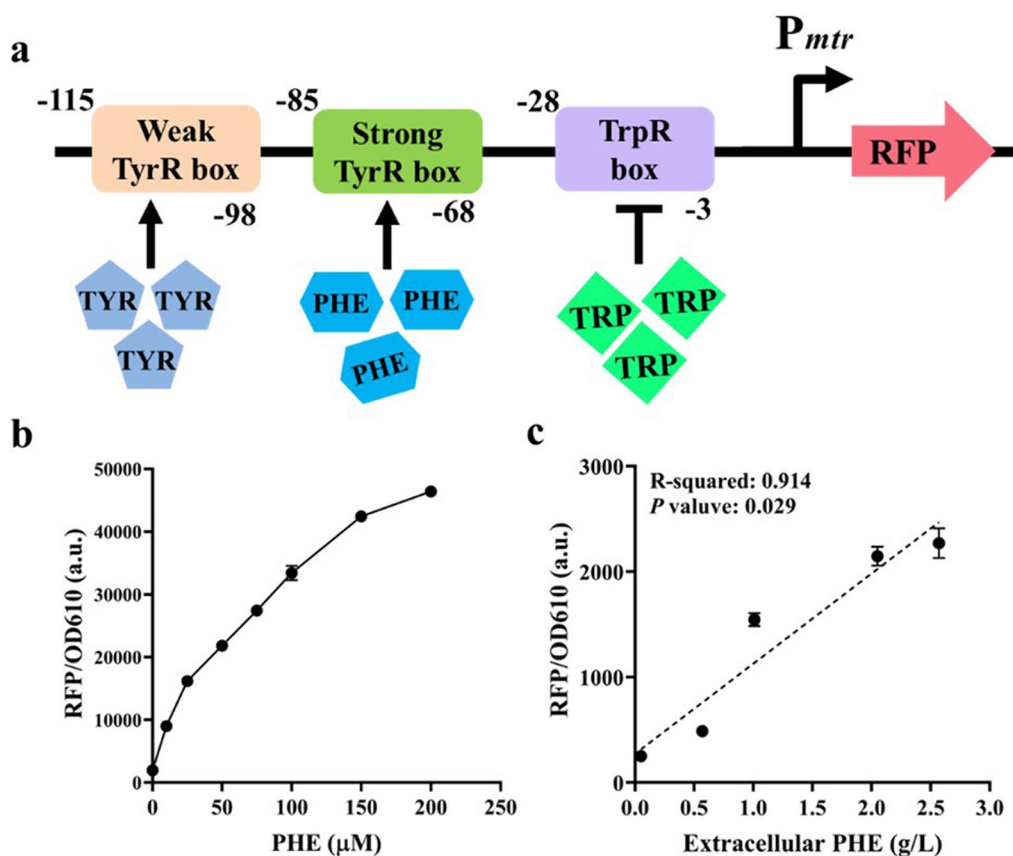 a
P mtr
-115
-85
-28
Weak
TyrR box
Strong
TyrR box
TrpR
box
RFP
-98
-68
-3
TYR TYR
TYR
PHE PHE
PHE
TRP TRP
TRP
b
50000
40000
30000
20000
10000
0
RFP/OD610 (a.u.)
0 50 100 150 200 250
PHE (μM)
c
R-squared: 0.914
P valuve: 0.029
3000
2000
1000
0
RFP/OD610 (a.u.)
0.0 0.5 1.0 1.5 2.0 2.5 3.0
Extracellular PHE (g/L)